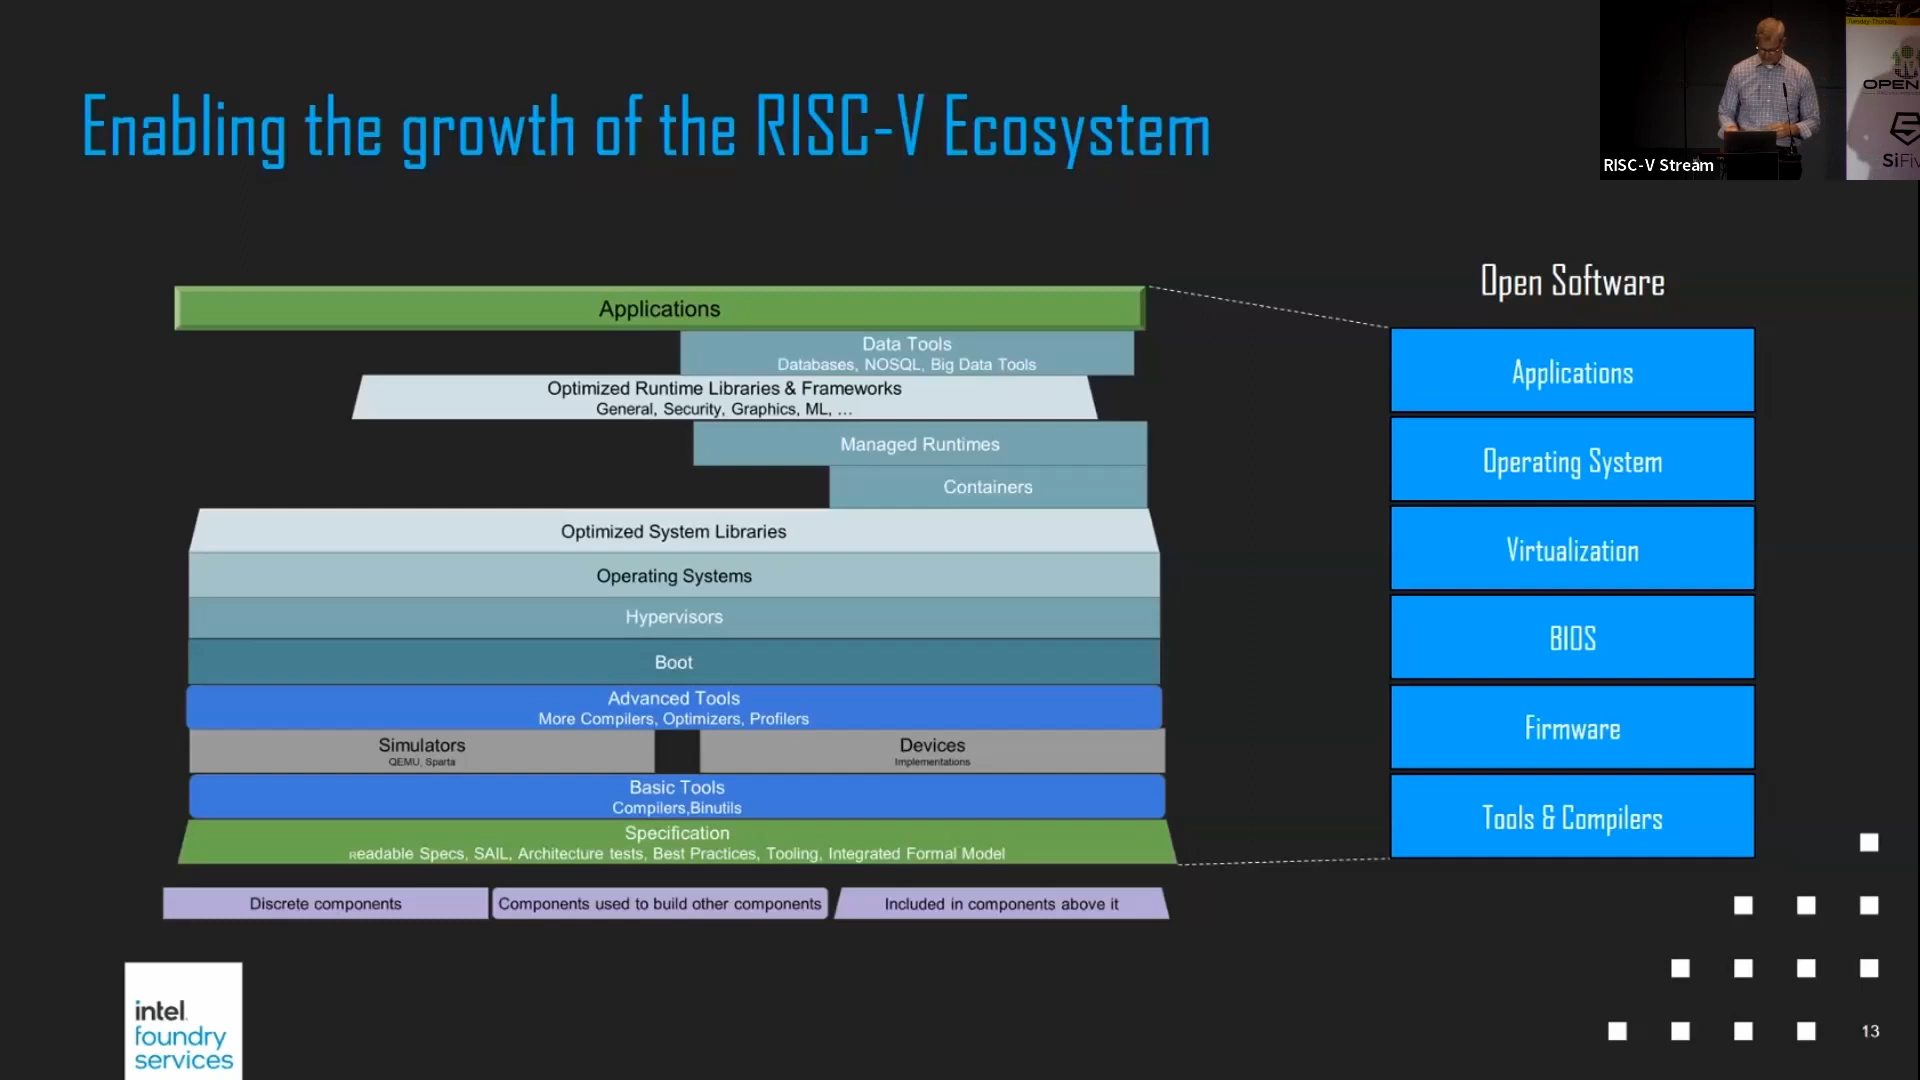 Enabling the growth of the RISC-V Ecosystem
Tuesday-Thursday
OPEN
SiFiv
RISC-V Stream
Applications
Data Tools
Databases, NOSQL, Big Data Tools
Optimized Runtime Libraries & Frameworks
General, Security, Graphics, ML, ...
Managed Runtimes
Containers
Optimized System Libraries
Operating Systems
Hypervisors
Boot
Advanced Tools
More Compilers, Optimizers, Profilers
Simulators
QEMU, Sparta
Devices
Implementations
Basic Tools
Compilers,Binutils
Specification
Readable Specs, SAIL, Architecture tests, Best Practices, Tooling, Integrated Formal Model
Discrete components
Components used to build other components
Included in components above it
Open Software
Applications
Operating System
Virtualization
BIOS
Firmware
Tools & Compilers
intel
foundry
services
13